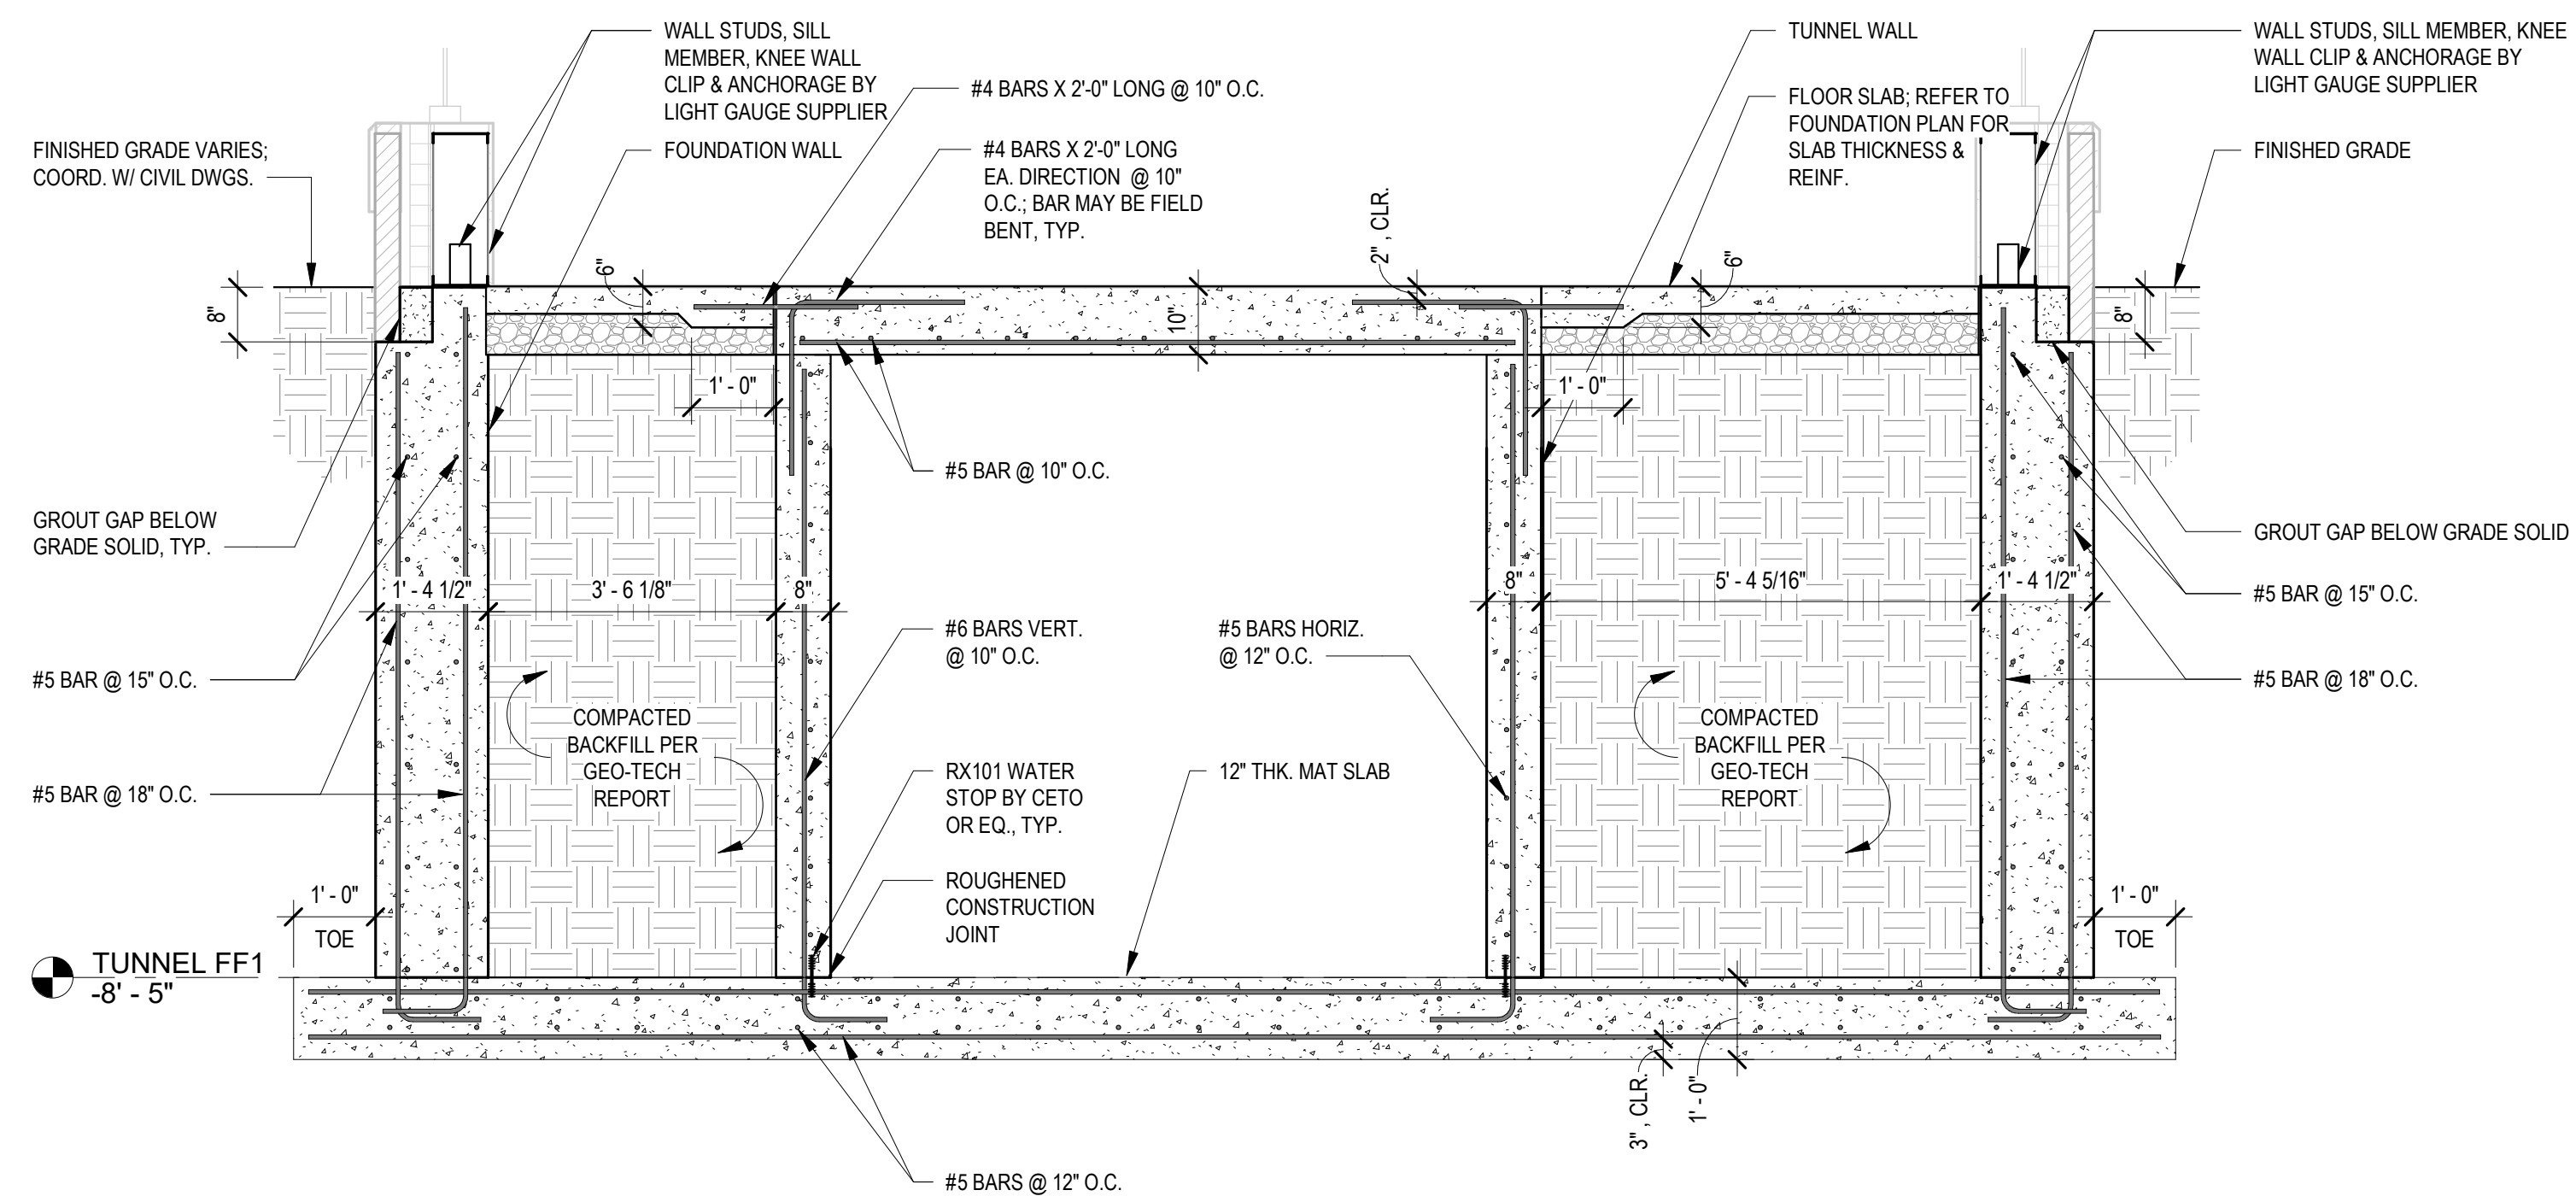 WALL STUDS, SILL
MEMBER, KNEE WALL
CLIP & ANCHORAGE BY
LIGHT GAUGE SUPPLIER
FOUNDATION WALL
#4 BARS X 2'-0" LONG @ 10" O.C.
#4 BARS X 2'-0" LONG
EA. DIRECTION @ 10"
O.C.; BAR MAY BE FIELD
BENT, TYP.
TUNNEL WALL
FLOOR SLAB; REFER TO
FOUNDATION PLAN FOR
SLAB THICKNESS &
REINF.
WALL STUDS, SILL MEMBER, KNEE
WALL CLIP & ANCHORAGE BY
LIGHT GAUGE SUPPLIER
FINISHED GRADE VARIES;
COORD. W/ CIVIL DWGS.
FINISHED GRADE
2" , CLR.
6"
6"
8"
10"
8"
1' - 0"
1' - 0"
#5 BAR @ 10" O.C.
GROUT GAP BELOW
GRADE SOLID, TYP.
GROUT GAP BELOW GRADE SOLID
1' - 4 1/2"
3' - 6 1/8"
8"
8"
5' - 4 5/16"
1' - 4 1/2"
#5 BAR @ 15" O.C.
#6 BARS VERT.
@ 10" O.C.
#5 BARS HORIZ.
@ 12" O.C.
#5 BAR @ 15" O.C.
#5 BAR @ 18" O.C.
COMPACTED
BACKFILL PER
GEO-TECH
REPORT
COMPACTED
BACKFILL PER
GEO-TECH
REPORT
#5 BAR @ 18" O.C.
RX101 WATER
STOP BY CETO
OR EQ., TYP.
12" THK. MAT SLAB
ROUGHENED
CONSTRUCTION
JOINT
1' - 0"
TOE
1' - 0"
TOE
TUNNEL FF1
-8' - 5"
3" , CLR.
1' - 0"
#5 BARS @ 12" O.C.